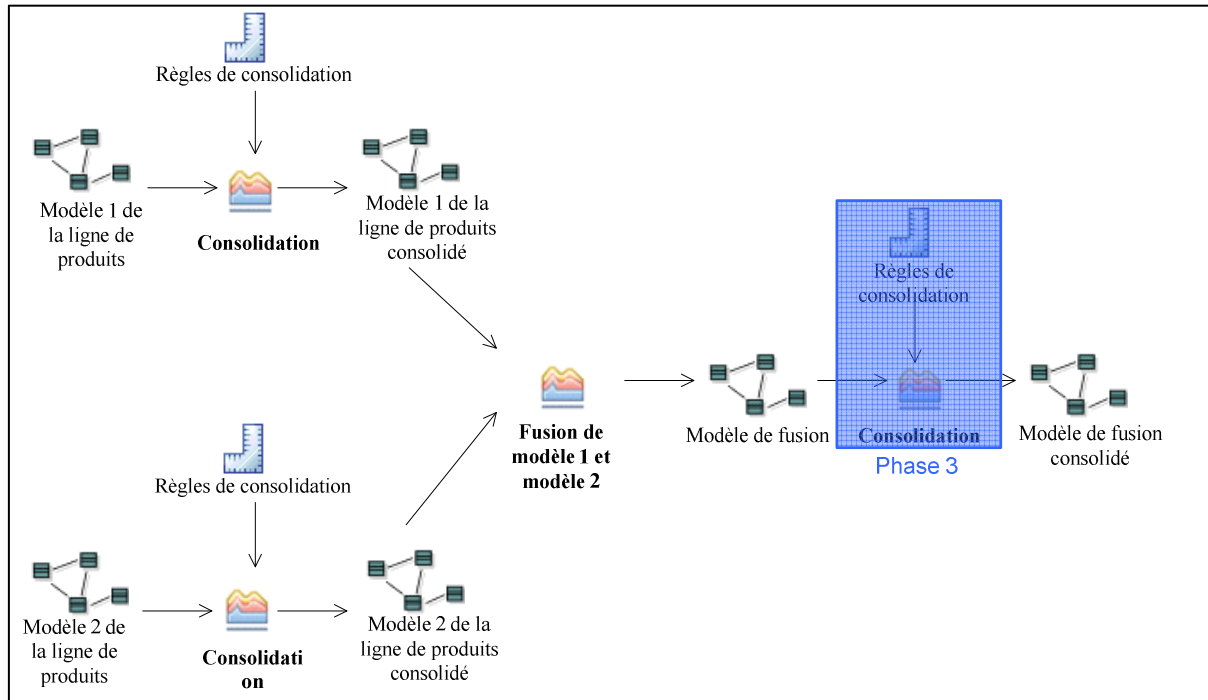 Règles de consolidation
Modèle 1 de
la ligne de
produits
Consolidation
Modèle 1 de la
ligne de produits
consolidé
Règles de
consolidation
Fusion de
modèle 1 et
modèle 2
Modèle de fusion
Consolidation
Phase 3
Modèle de fusion
consolidé
Règles de consolidation
Modèle 2 de
la ligne de
produits
Consolidati
on
Modèle 2 de la
ligne de produits
consolidé